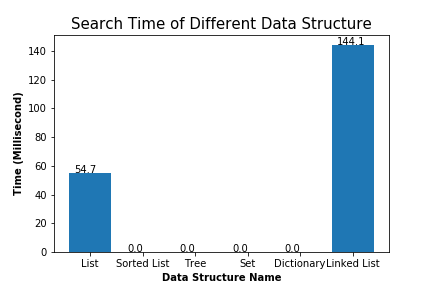 Search Time of Different Data Structure
Time (Millisecond)
140
120
100
80
60
40
20
0
54.7
0.0
0.0
0.0
0.0
144.1
List
Sorted List
Tree
Set
Dictionary
Linked List
Data Structure Name